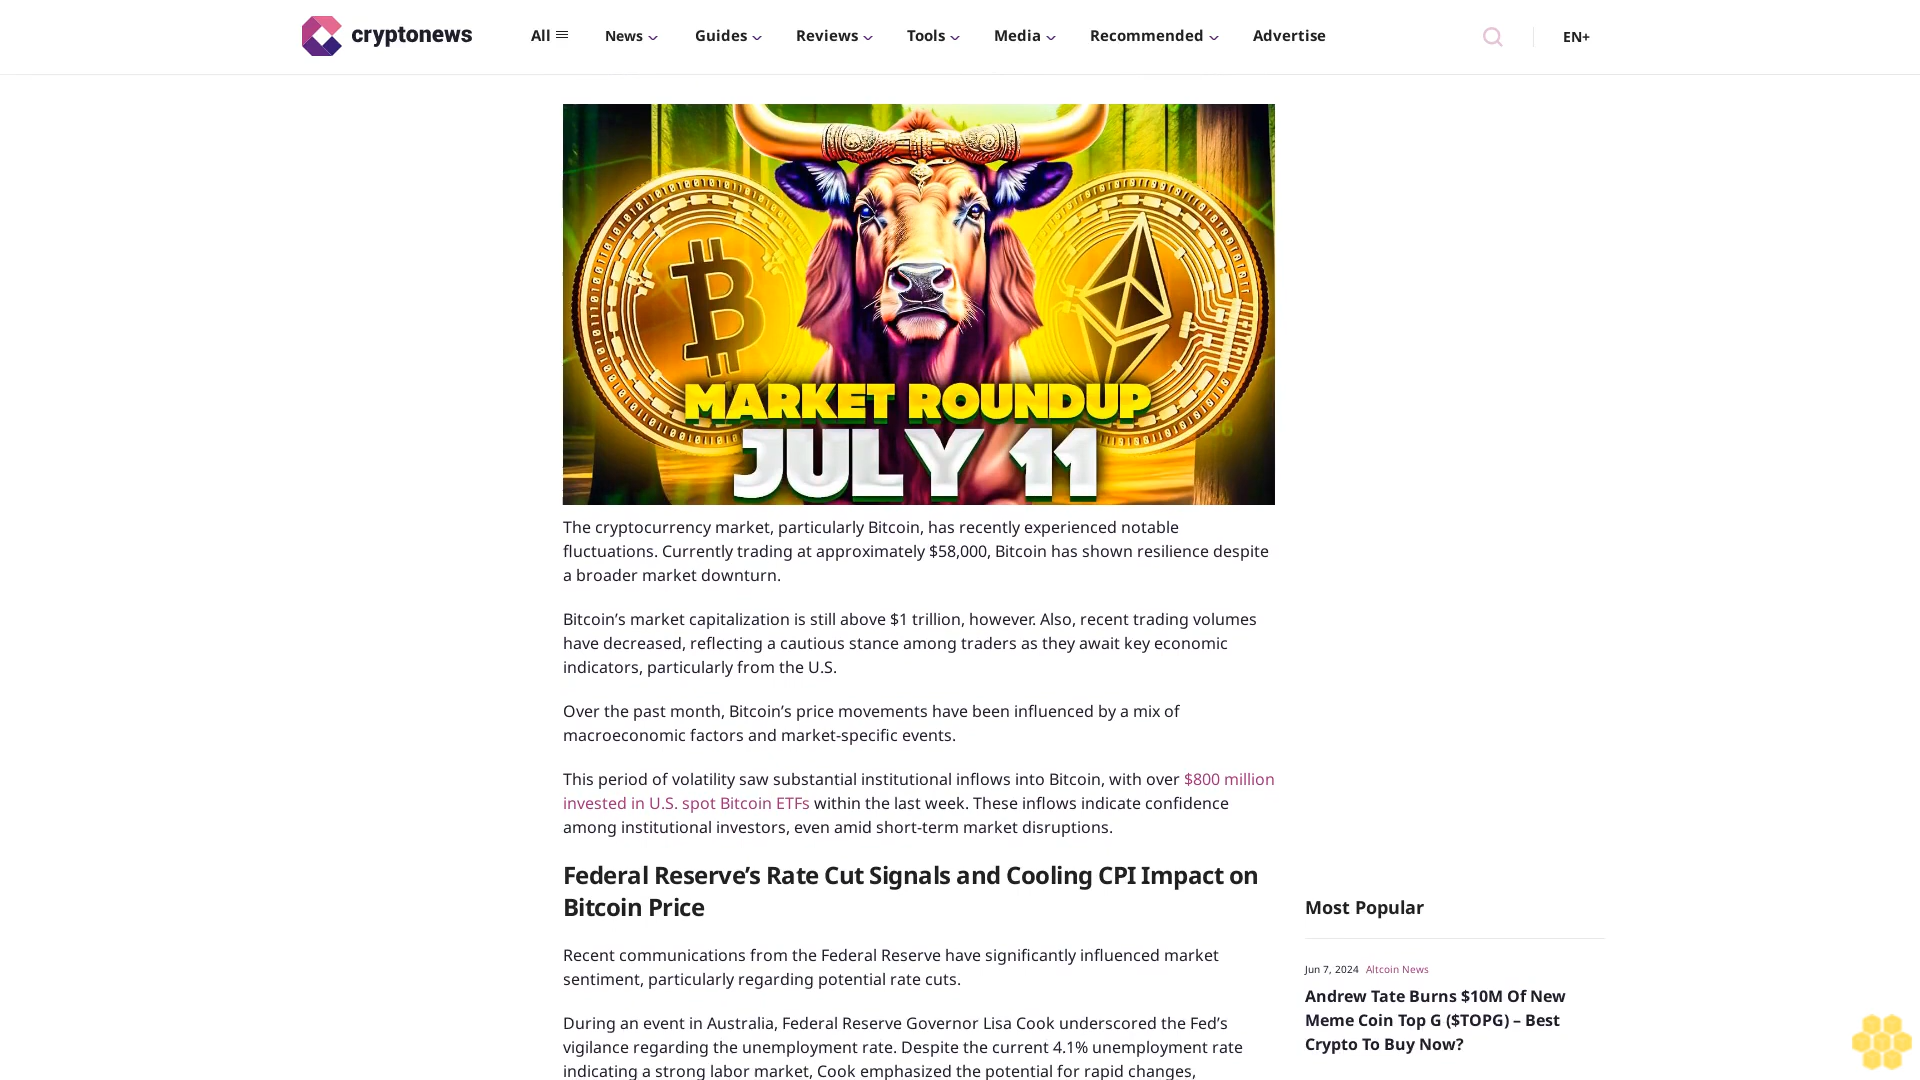 cryptonews
All News Guides Reviews Tools Media Recommended Advertise EN+
MARKET ROUNDUP
JULY 11
The cryptocurrency market, particularly Bitcoin, has recently experienced notable
fluctuations. Currently trading at approximately $58,000, Bitcoin has shown resilience despite
a broader market downturn.
Bitcoin’s market capitalization is still above $1 trillion, however. Also, recent trading volumes
have decreased, reflecting a cautious stance among traders as they await key economic
indicators, particularly from the U.S.
Over the past month, Bitcoin’s price movements have been influenced by a mix of
macroeconomic factors and market-specific events.
This period of volatility saw substantial institutional inflows into Bitcoin, with over $800 million
invested in U.S. spot Bitcoin ETFs within the last week. These inflows indicate confidence
among institutional investors, even amid short-term market disruptions.
Federal Reserve’s Rate Cut Signals and Cooling CPI Impact on
Bitcoin Price
Recent communications from the Federal Reserve have significantly influenced market
sentiment, particularly regarding potential rate cuts.
During an event in Australia, Federal Reserve Governor Lisa Cook underscored the Fed’s
vigilance regarding the unemployment rate. Despite the current 4.1% unemployment rate
indicating a strong labor market, Cook emphasized the potential for rapid changes,
Most Popular
Jun 7, 2024 Altcoin News
Andrew Tate Burns $10M Of New
Meme Coin Top G ($TOPG) – Best
Crypto To Buy Now?